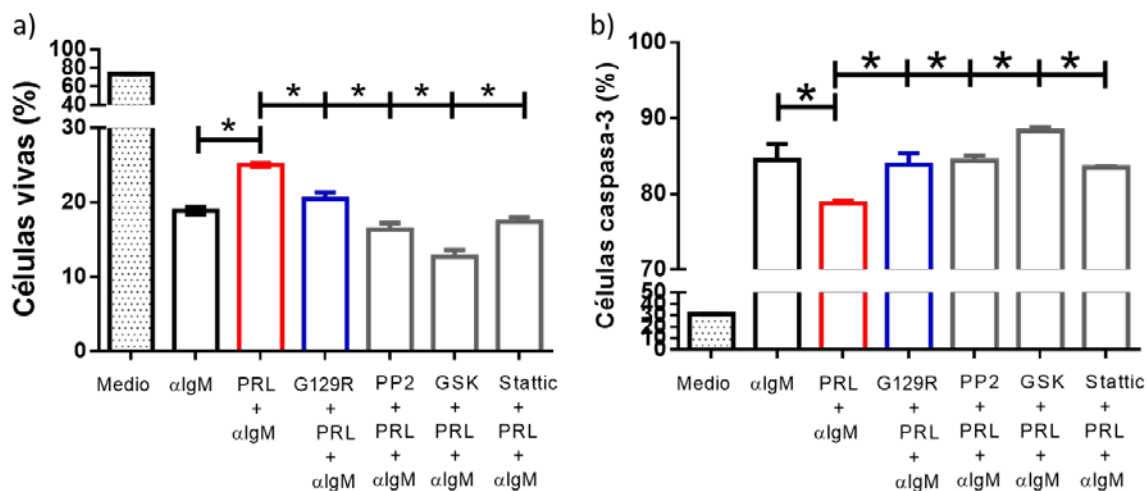 a)
Células vivas (%)
100
80
60
40
30
20
10
0
*
*
*
*
*
Medio
αIgM
PRL
+
αIgM
G129R
+
PRL
+
αIgM
PP2
+
PRL
+
αIgM
GSK
+
PRL
+
αIgM
Stattic
+
PRL
+
αIgM
b)
Células caspasa-3 (%)
100
90
80
70
50
40
30
20
10
0
*
*
*
*
*
Medio
αIgM
PRL
+
αIgM
G129R
+
PRL
+
αIgM
PP2
+
PRL
+
αIgM
GSK
+
PRL
+
αIgM
Stattic
+
PRL
+
αIgM